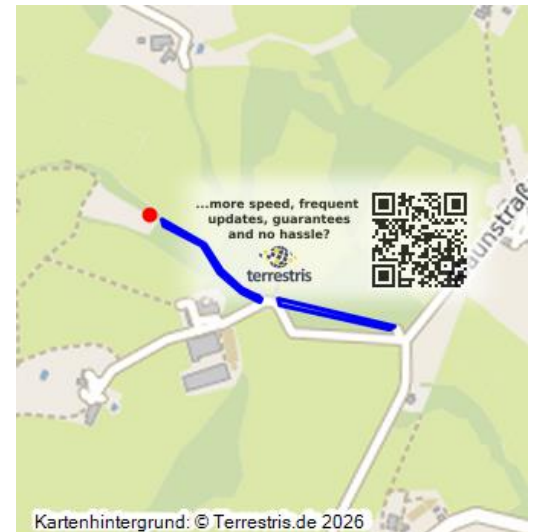 ...more speed, frequent
updates, guarantees
and no hassle?
terrestris
Kartenhintergrund: © Terrestris.de 2026